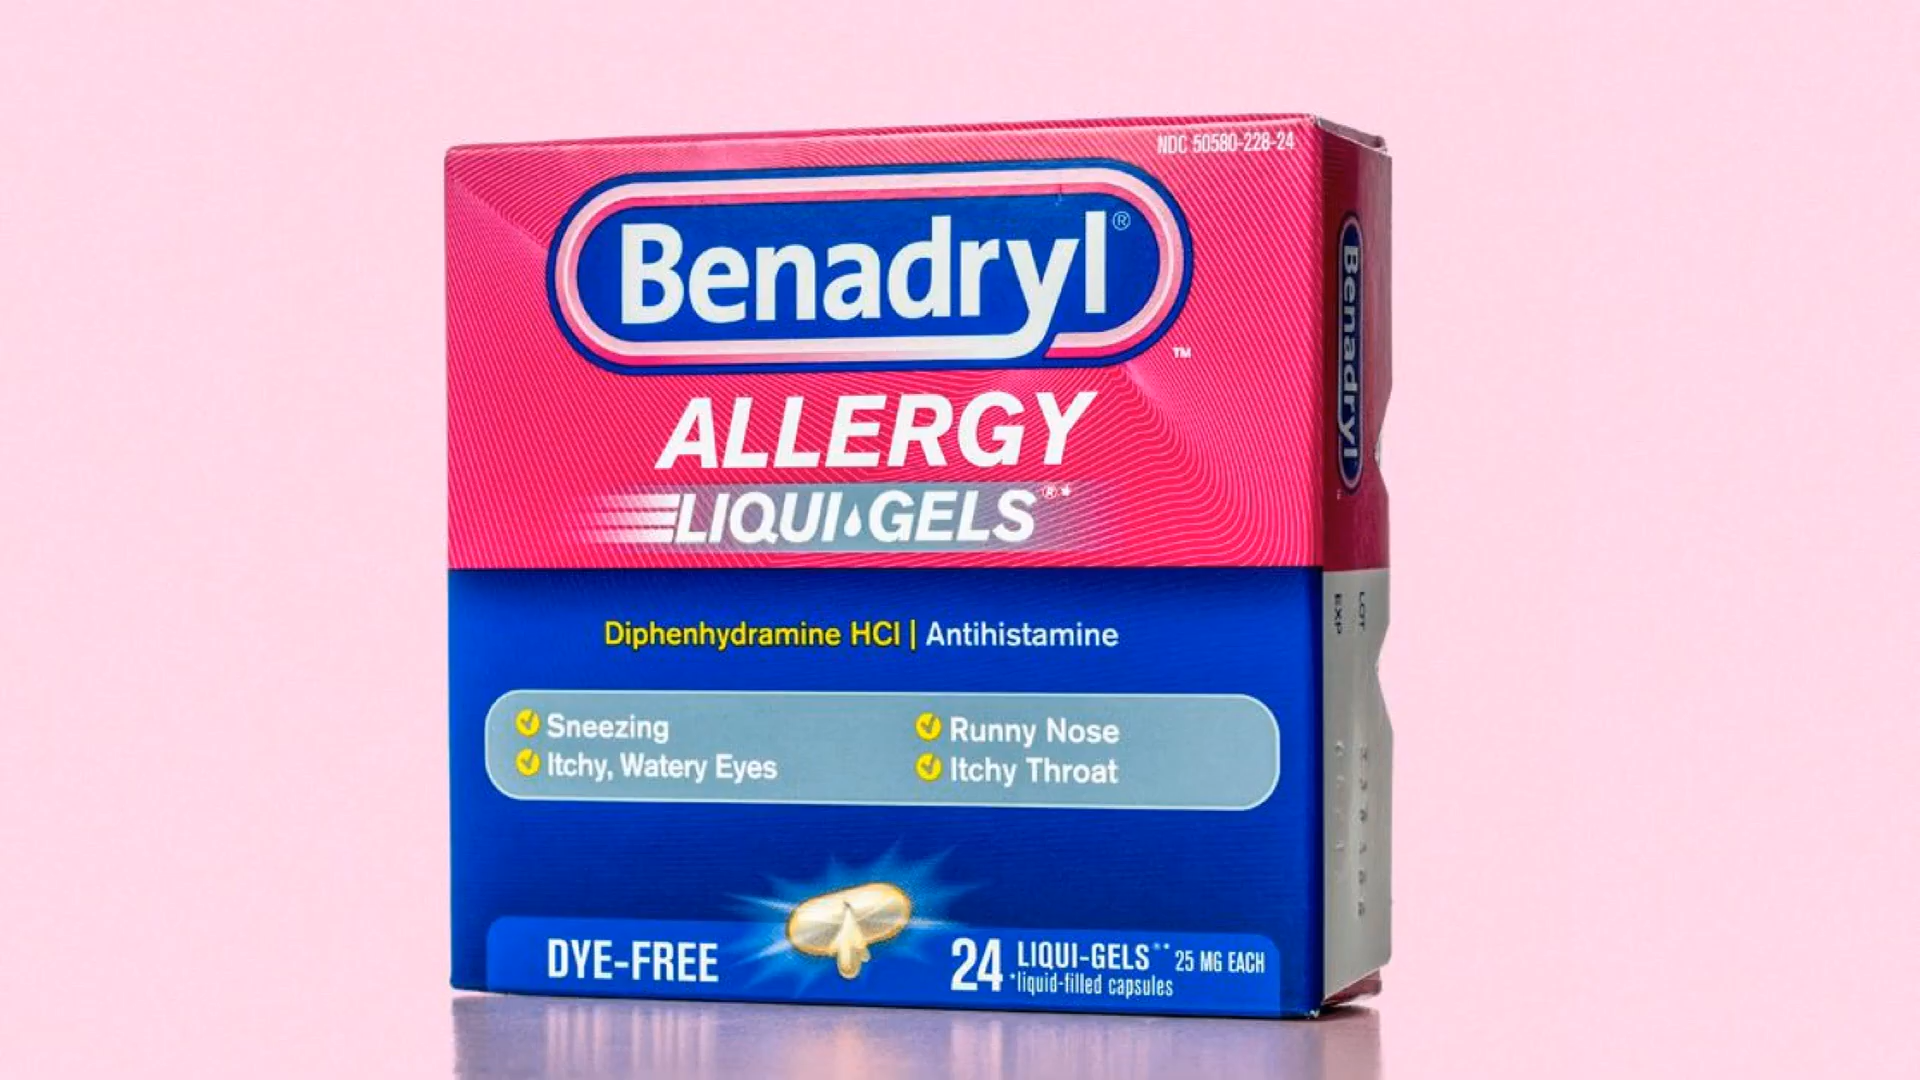 NDC 50580-228-24
Benadryl®
™
ALLERGY
LIQUI•GELS®*
Diphenhydramine HCl | Antihistamine
Sneezing
Itchy, Watery Eyes
Runny Nose
Itchy Throat
DYE-FREE
24 LIQUI-GELS®* 25 MG EACH
*liquid-filled capsules
Benadryl
LOT
EXP